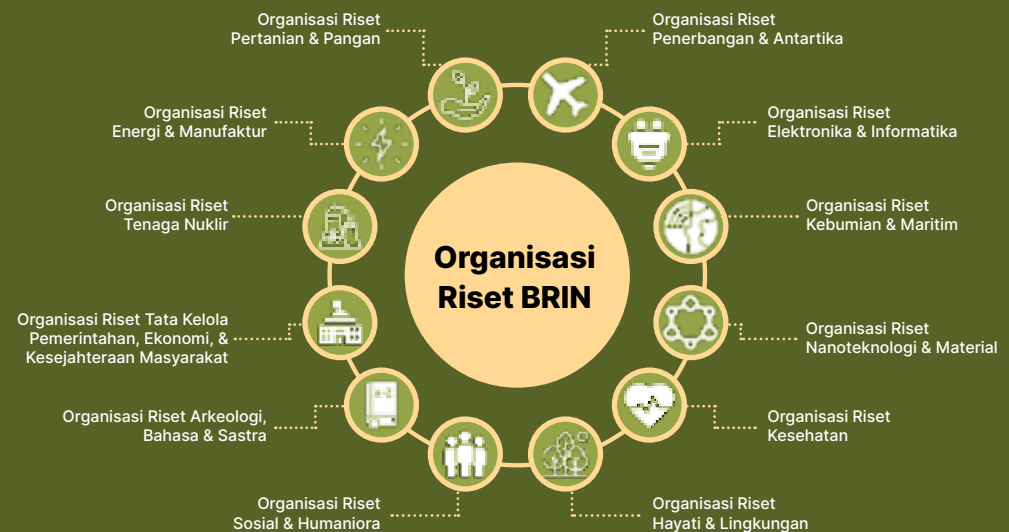 Organisasi Riset
Pertanian & Pangan
Organisasi Riset
Penerbangan & Antartika
Organisasi Riset
Energi & Manufaktur
Organisasi Riset
Elektronika & Informatika
Organisasi Riset
Tenaga Nuklir
Organisasi Riset
Kebumian & Maritim
Organisasi
Riset BRIN
Organisasi Riset Tata Kelola
Pemerintahan, Ekonomi, &
Kesejahteraan Masyarakat
Organisasi Riset
Nanoteknologi & Material
Organisasi Riset Arkeologi,
Bahasa & Sastra
Organisasi Riset
Kesehatan
Organisasi Riset
Sosial & Humaniora
Organisasi Riset
Hayati & Lingkungan